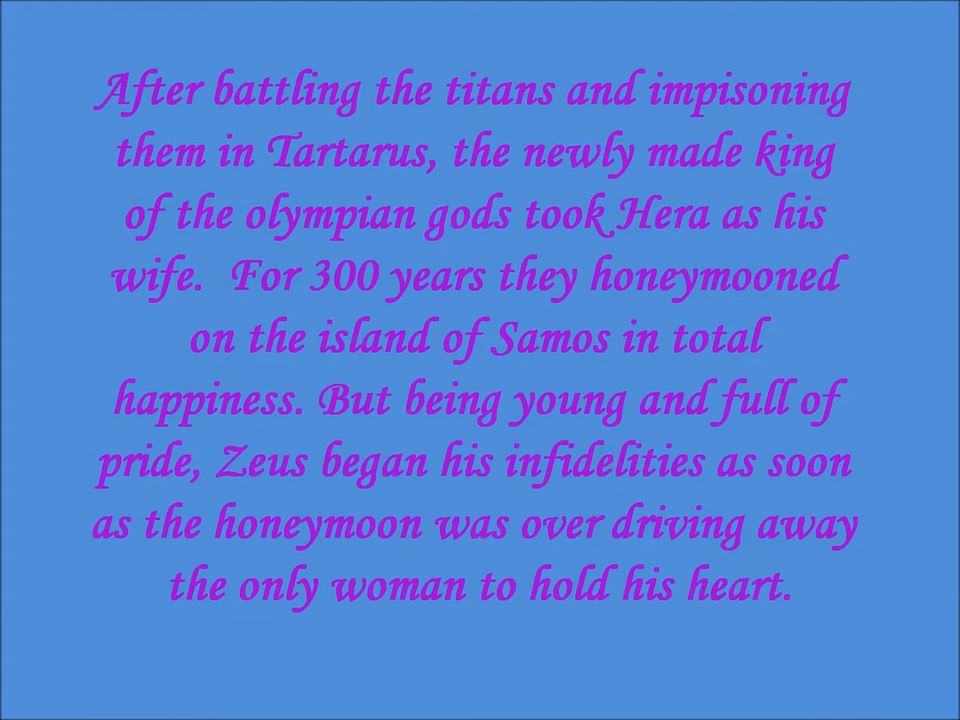 After battling the titans and impisoning
them in Tartarus, the newly made king
of the olympian gods took Hera as his
wife.  For 300 years they honeymooned
on the island of Samos in total
happiness. But being young and full of
pride, Zeus began his infidelities as soon
as the honeymoon was over driving away
the only woman to hold his heart.